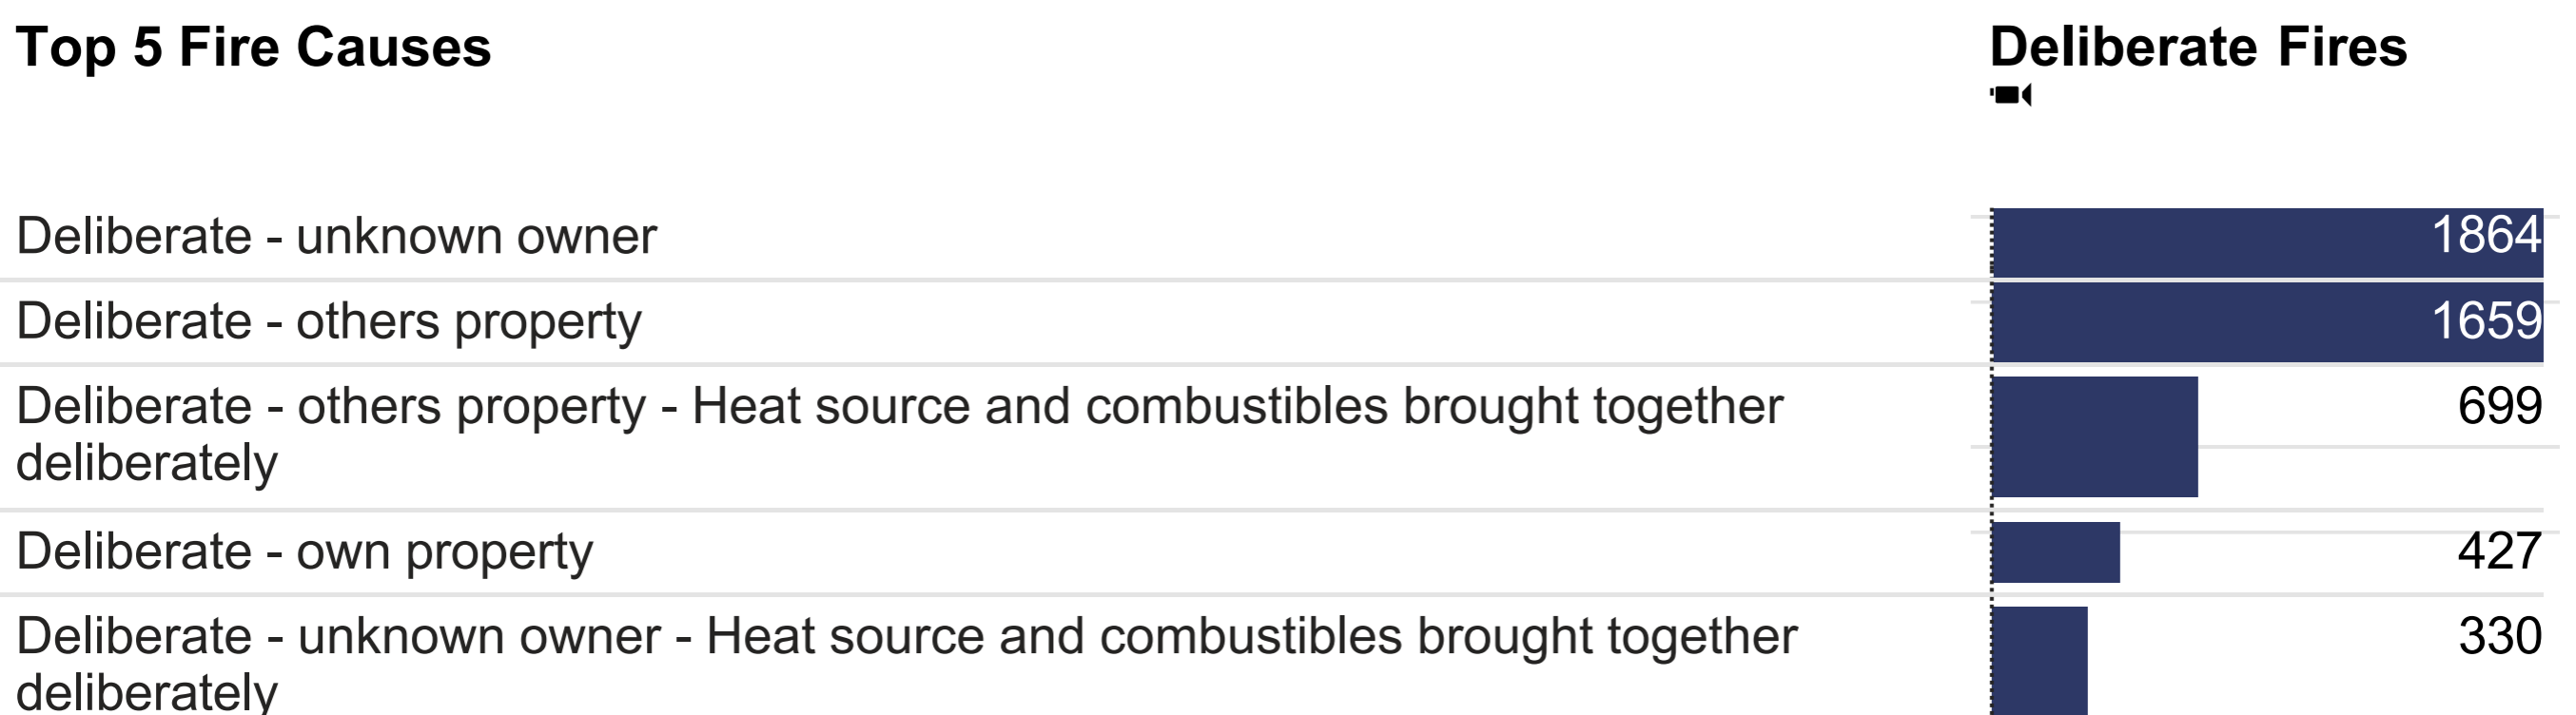 Top 5 Fire Causes Deliberate Fires
Deliberate - unknown owner 1864
Deliberate - others property 1659
Deliberate - others property - Heat source and combustibles brought together 699
deliberately
Deliberate - own property 427
Deliberate - unknown owner - Heat source and combustibles brought together 330
deliberately